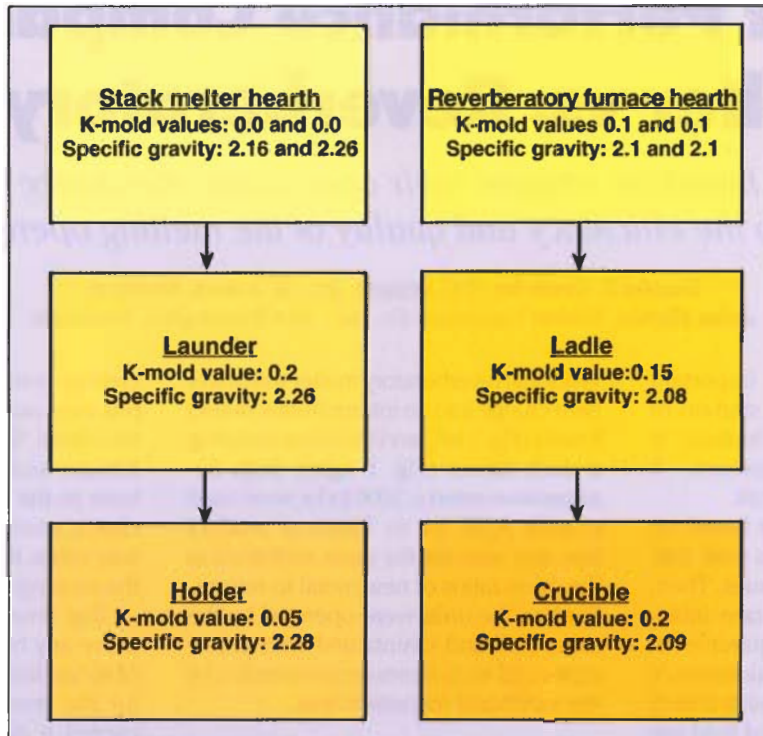 Stack melter hearth
K-mold values: 0.0 and 0.0
Specific gravity: 2.16 and 2.26
Reverberatory furnace hearth
K-mold values 0.1 and 0.1
Specific gravity: 2.1 and 2.1
Launder
K-mold value: 0.2
Specific gravity: 2.26
Ladle
K-mold value: 0.15
Specific gravity: 2.08
Holder
K-mold value: 0.05
Specific gravity: 2.28
Crucible
K-mold value: 0.2
Specific gravity: 2.09